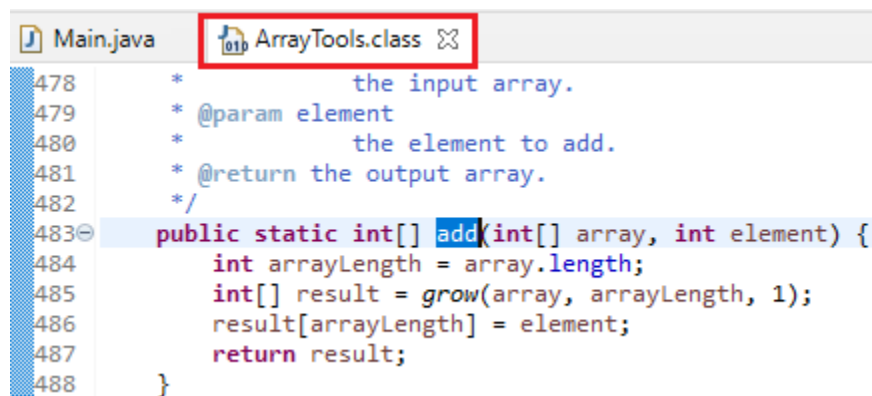 Main.java ArrayTools.class
478 * the input array.
479 * @param element
480 * the element to add.
481 * @return the output array.
482 */
483 public static int[] add(int[] array, int element) {
484 int arrayLength = array.length;
485 int[] result = grow(array, arrayLength, 1);
486 result[arrayLength] = element;
487 return result;
488 }